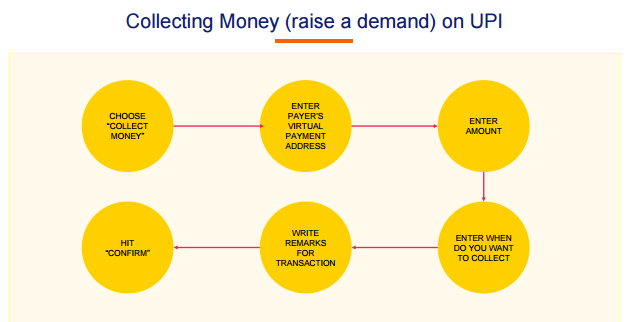 Collecting Money (raise a demand) on UPI
CHOOSE
“COLLECT
MONEY”
ENTER
PAYER’S
VIRTUAL
PAYMENT
ADDRESS
ENTER
AMOUNT
ENTER WHEN
DO YOU WANT
TO COLLECT
WRITE
REMARKS
FOR
TRANSACTION
HIT
“CONFIRM”